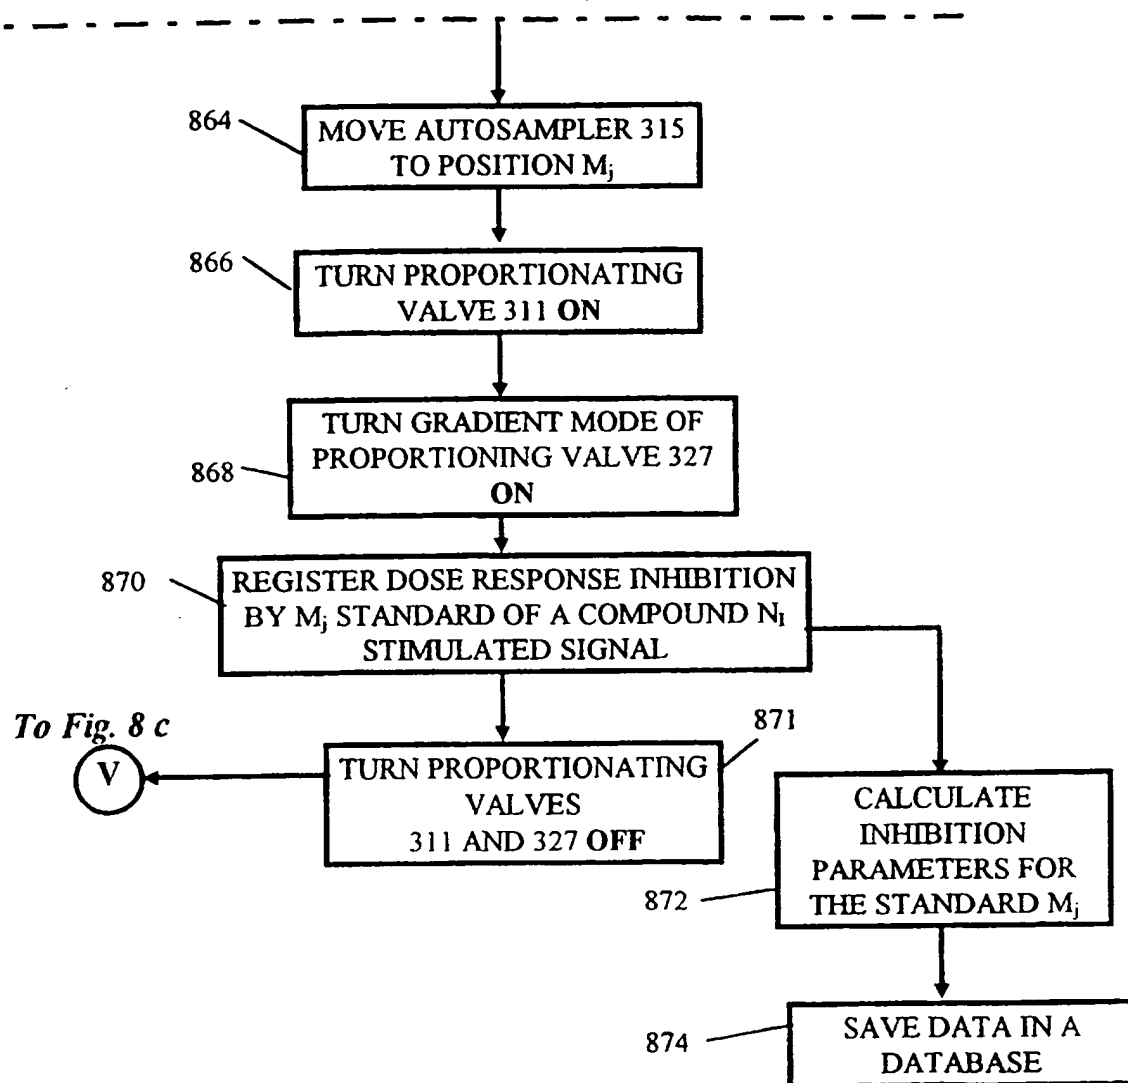 864
MOVE AUTOSAMPLER 315
TO POSITION Mj
866
TURN PROPORTIONATING
VALVE 311 ON
868
TURN GRADIENT MODE OF
PROPORTIONING VALVE 327
ON
870
REGISTER DOSE RESPONSE INHIBITION
BY Mj STANDARD OF A COMPOUND NI
STIMULATED SIGNAL
To Fig. 8 c
V
871
TURN PROPORTIONATING
VALVES
311 AND 327 OFF
872
CALCULATE
INHIBITION
PARAMETERS FOR
THE STANDARD Mj
874
SAVE DATA IN A
DATABASE